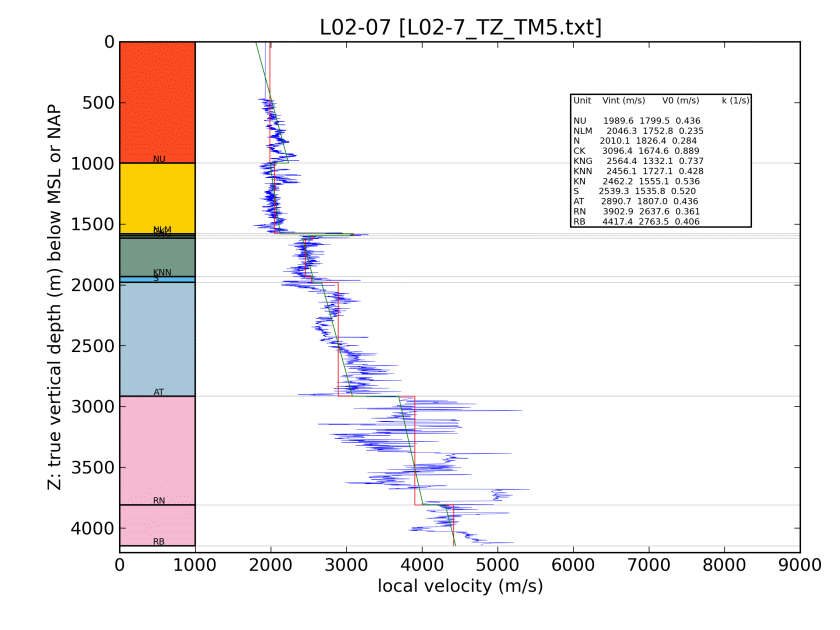 L02-07 [L02-7_TZ_TM5.txt]
0
500
1000
1500
2000
2500
3000
3500
4000
Z: true vertical depth (m) below MSL or NAP
NU
NLM
KNN
S
AT
RN
RB
Unit Vint (m/s) V0 (m/s) k (1/s)
NU 1989.6 1799.5 0.436
NLM 2046.3 1752.8 0.235
N 2010.1 1826.4 0.284
CK 3096.4 1674.6 0.889
KNG 2564.4 1332.1 0.737
KNN 2456.1 1727.1 0.428
KN 2462.2 1555.1 0.536
S 2539.3 1535.8 0.520
AT 2890.7 1807.0 0.436
RN 3902.9 2637.6 0.361
RB 4417.4 2763.5 0.406
0 1000 2000 3000 4000 5000 6000 7000 8000 9000
local velocity (m/s)